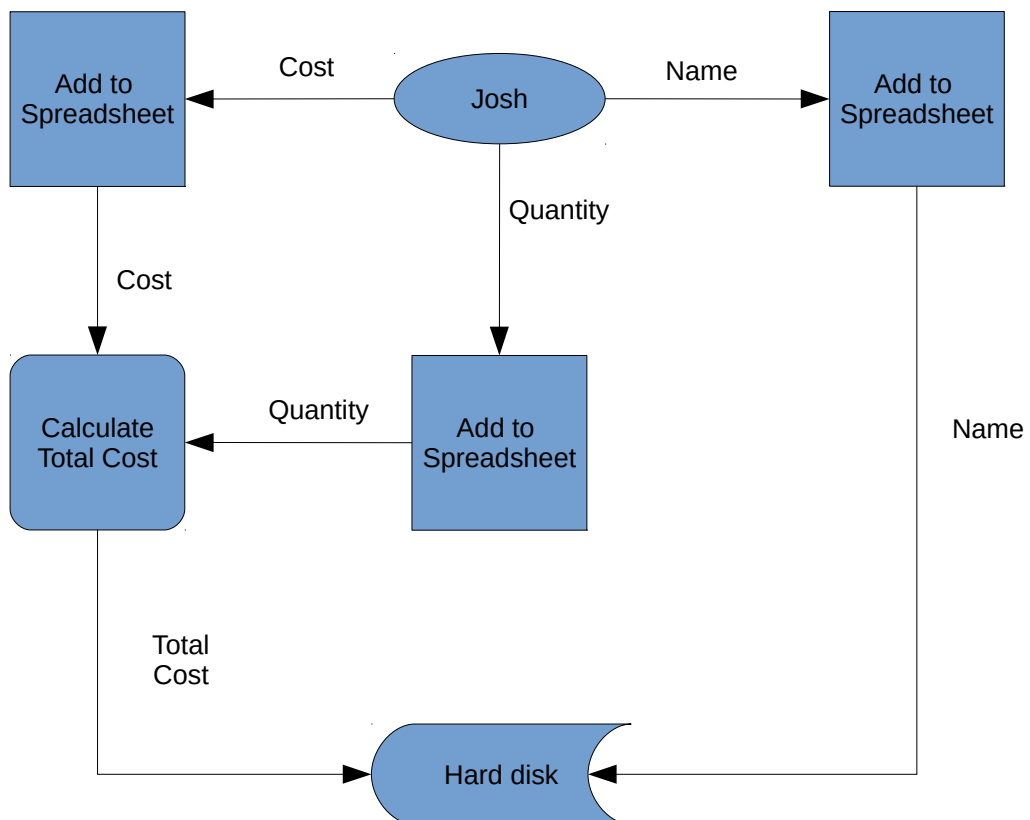 Cost
Name
Add to
Spreadsheet
Josh
Add to
Spreadsheet
Quantity
Cost
Quantity
Calculate
Total Cost
Add to
Spreadsheet
Name
Total
Cost
Hard disk